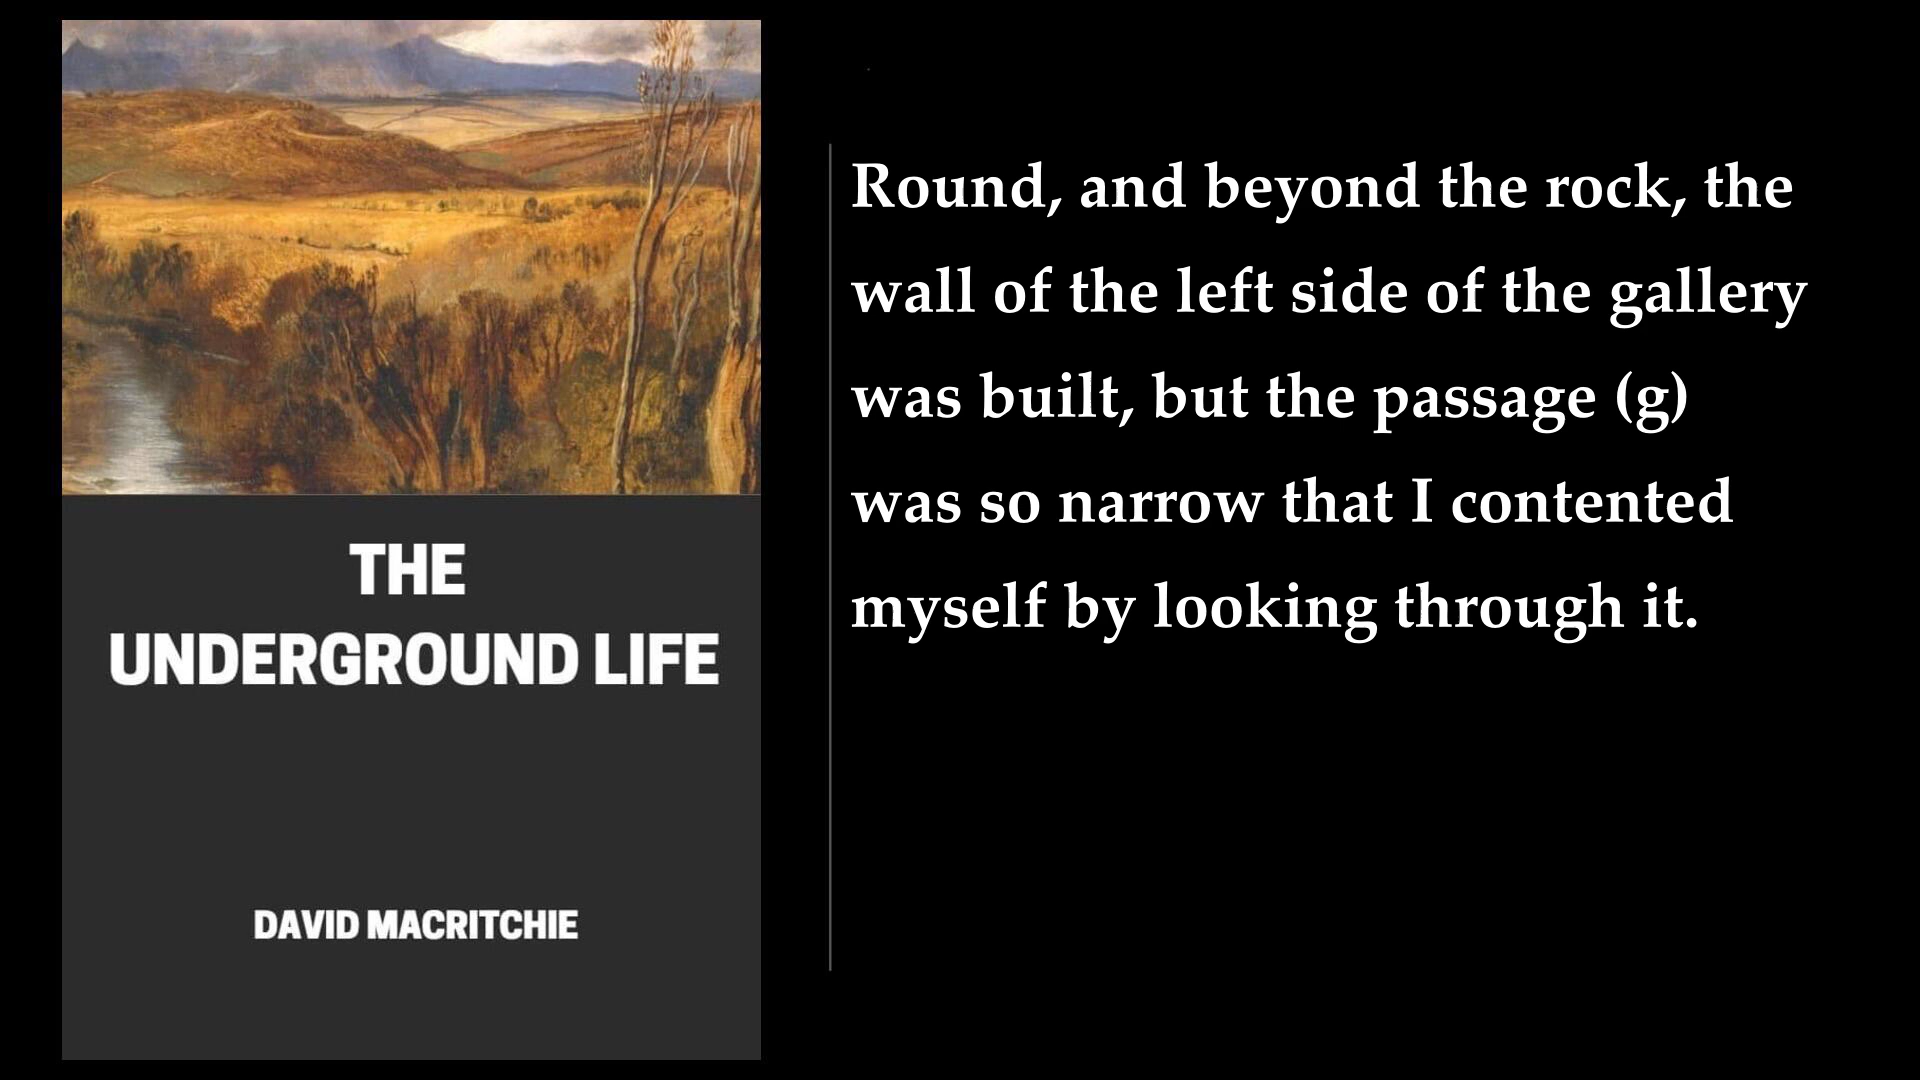 THE
UNDERGROUND LIFE
DAVID MACRITCHIE
Round, and beyond the rock, the
wall of the left side of the gallery
was built, but the passage (g)
was so narrow that I contented
myself by looking through it.